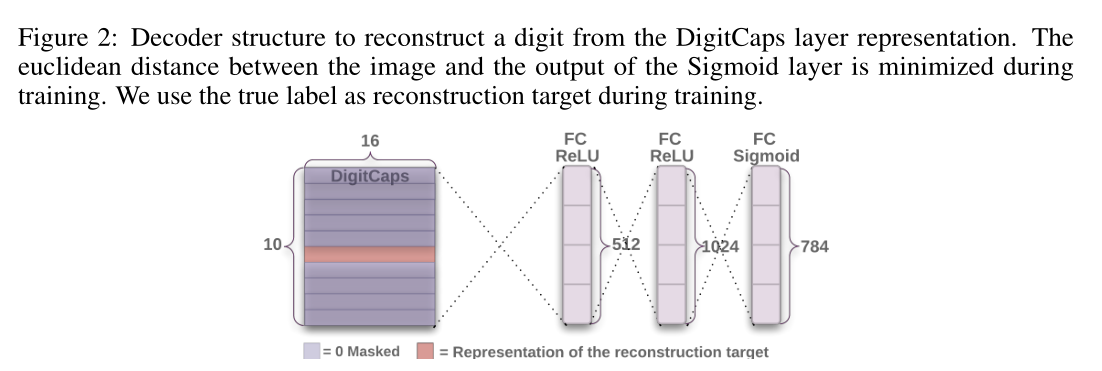 Figure 2: Decoder structure to reconstruct a digit from the DigitCaps layer representation. The
euclidean distance between the image and the output of the Sigmoid layer is minimized during
training. We use the true label as reconstruction target during training.
16
FC
ReLU
FC
ReLU
FC
Sigmoid
DigitCaps
10
512
1024
784
= 0 Masked
= Representation of the reconstruction target